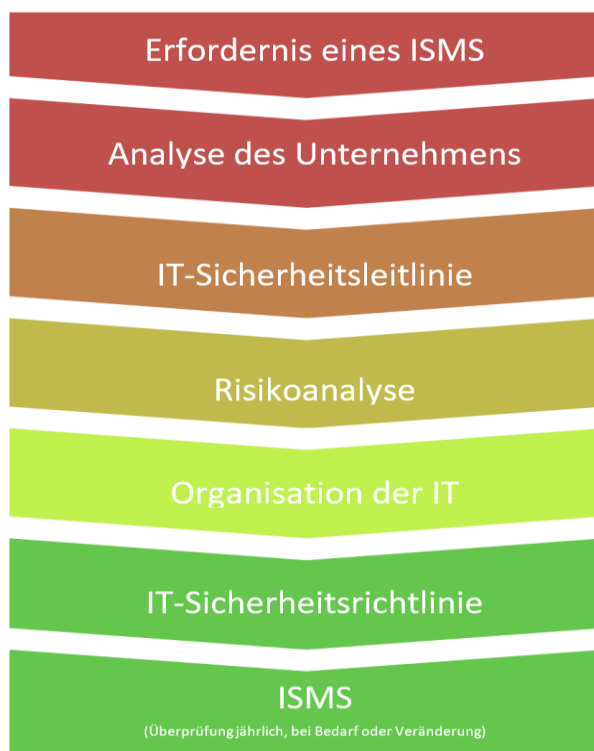 Erfordernis eines ISMS
Analyse des Unternehmens
IT-Sicherheitsleitlinie
Risikoanalyse
Organisation der IT
IT-Sicherheitsrichtlinie
ISMS
(Überprüfung jährlich, bei Bedarf oder Veränderung)